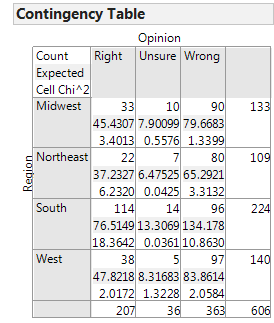 Contingency Table
Opinion
Count Right Unsure Wrong
Expected
Cell Chi^2
Region
Midwest 33 10 90 133
45.4307 7.90099 79.6683
3.4013 0.5576 1.3399
Northeast 22 7 80 109
37.2327 6.47525 65.2921
6.2320 0.0425 3.3132
South 114 14 96 224
76.5149 13.3069 134.178
18.3642 0.0361 10.8630
West 38 5 97 140
47.8218 8.31683 83.8614
2.0172 1.3228 2.0584
207 36 363 606